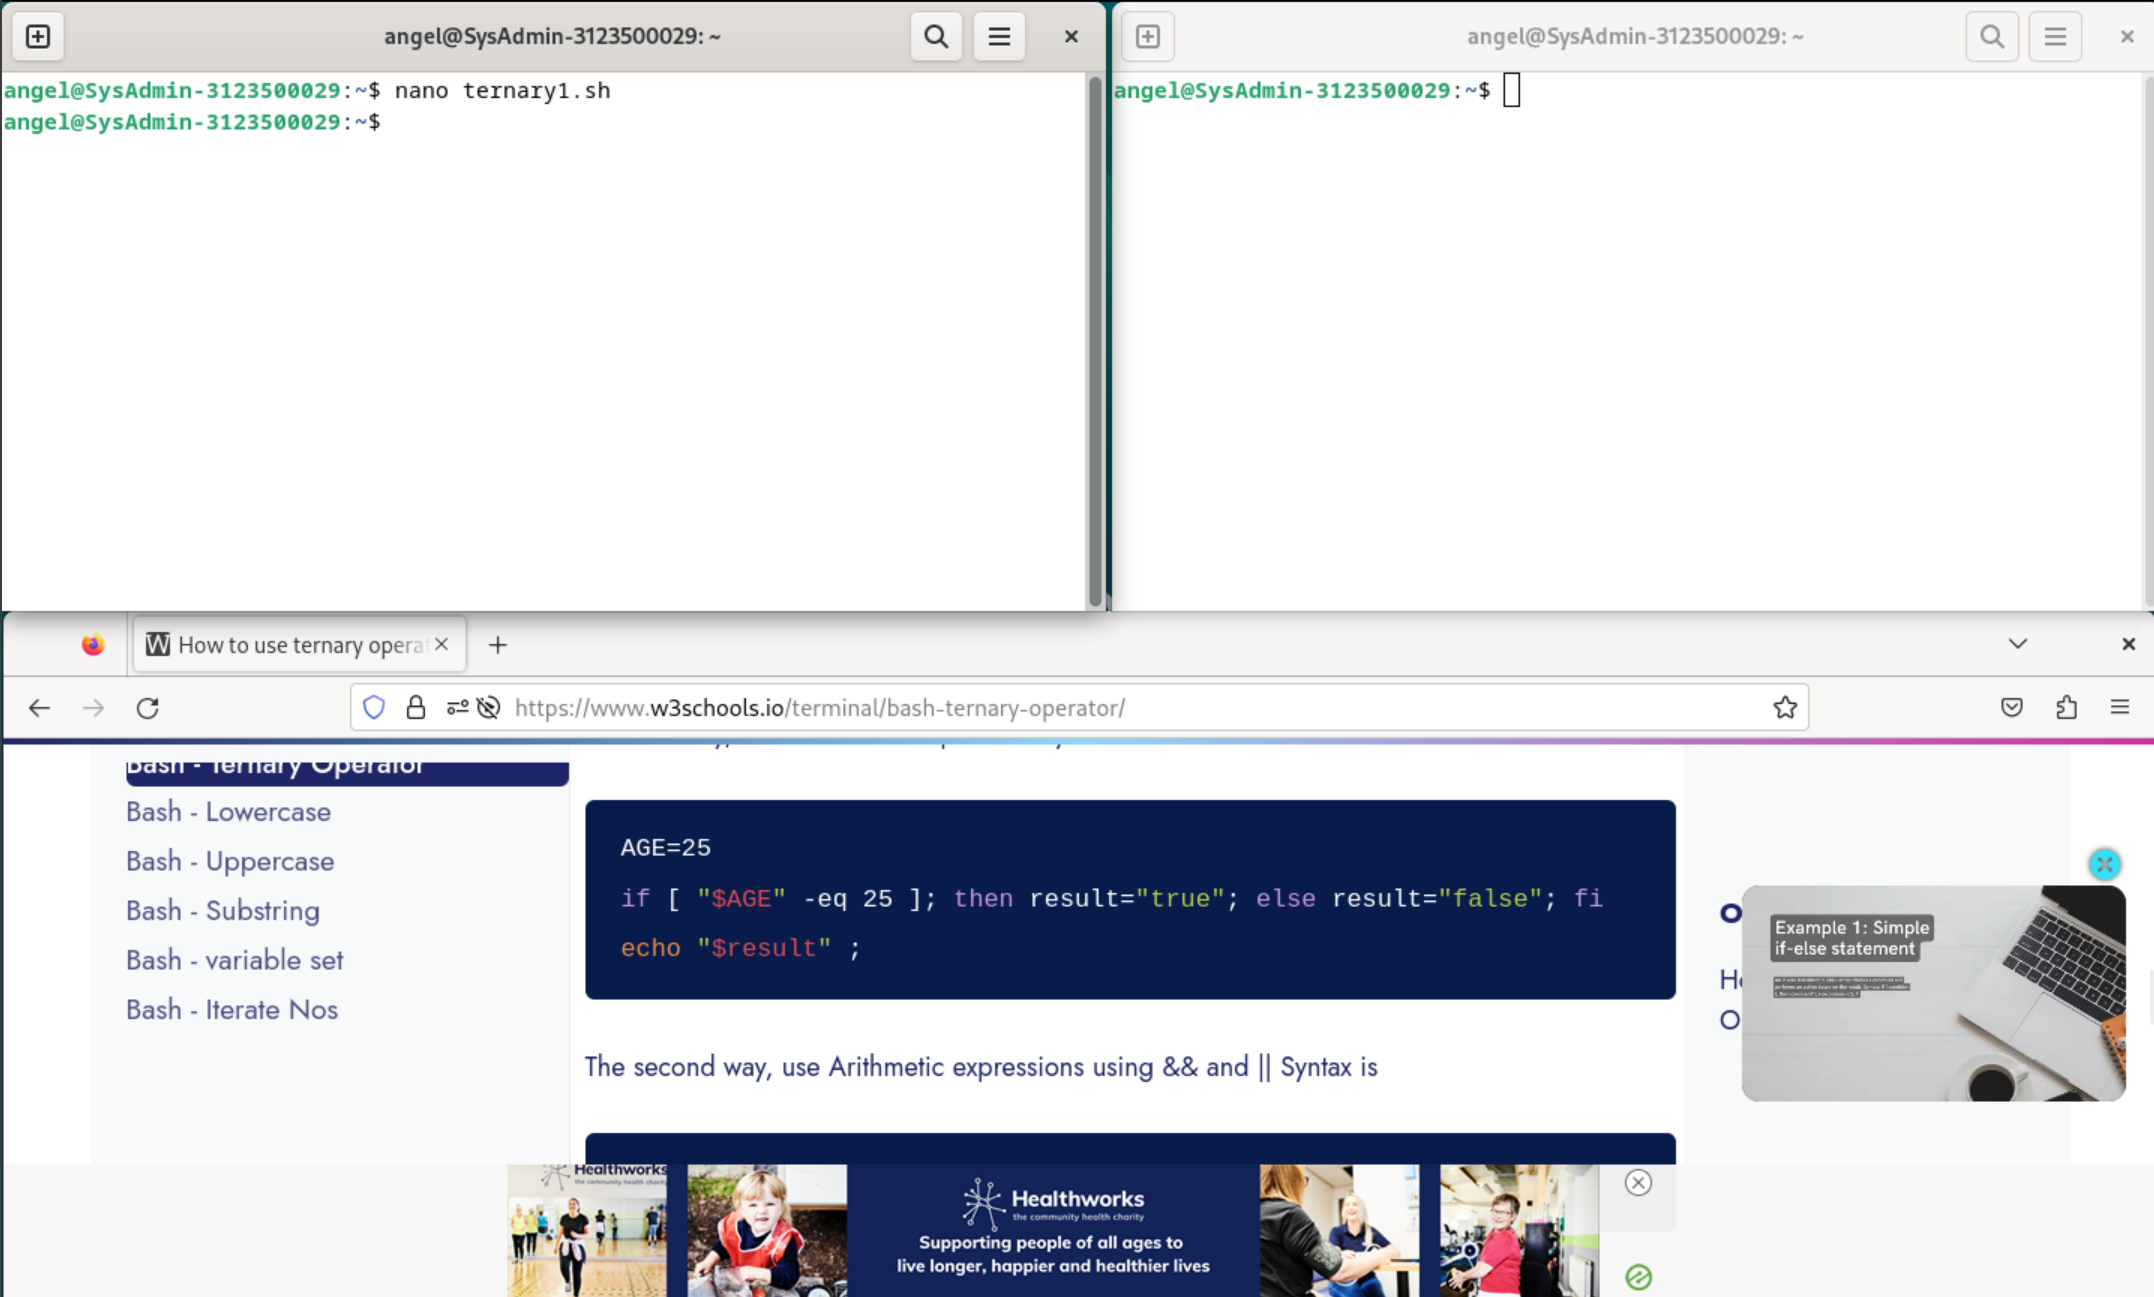 angel@SysAdmin-3123500029: ~
angel@SysAdmin-3123500029:~$ nano ternary1.sh
angel@SysAdmin-3123500029:~$
angel@SysAdmin-3123500029: ~
angel@SysAdmin-3123500029:~$
How to use ternary opera
https://www.w3schools.io/terminal/bash-ternary-operator/
Bash - Ternary Operator
Bash - Lowercase
Bash - Uppercase
Bash - Substring
Bash - variable set
Bash - Iterate Nos
AGE=25
if [ "$AGE" -eq 25 ]; then result="true"; else result="false"; fi
echo "$result" ;
The second way, use Arithmetic expressions using && and || Syntax is
Example 1: Simple
if-else statement
Healthworks
the community health charity
Healthworks
the community health charity
Supporting people of all ages to
live longer, happier and healthier lives